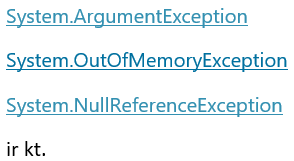 System.ArgumentException
System.OutOfMemoryException
System.NullReferenceException
ir kt.